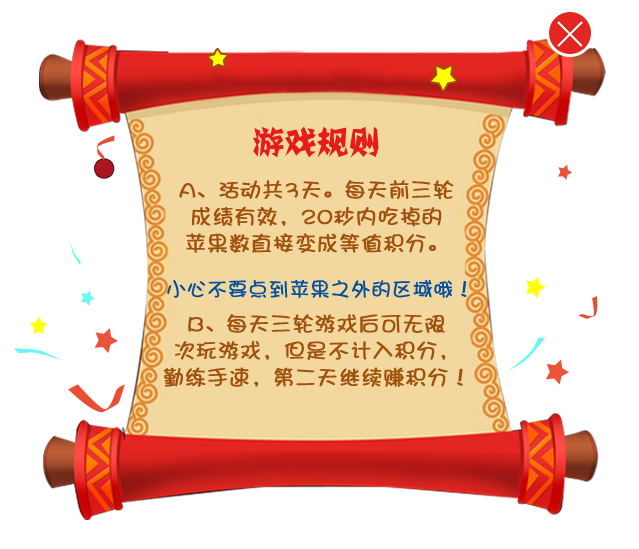 游戏规则
A、活动共3天。每天前三轮
成绩有效，20秒内吃掉的
苹果数直接变成等值积分。
小心不要点到苹果之外的区域哦！
B、每天三轮游戏后可无限
次玩游戏，但是不计入积分，
勤练手速，第二天继续赚积分！